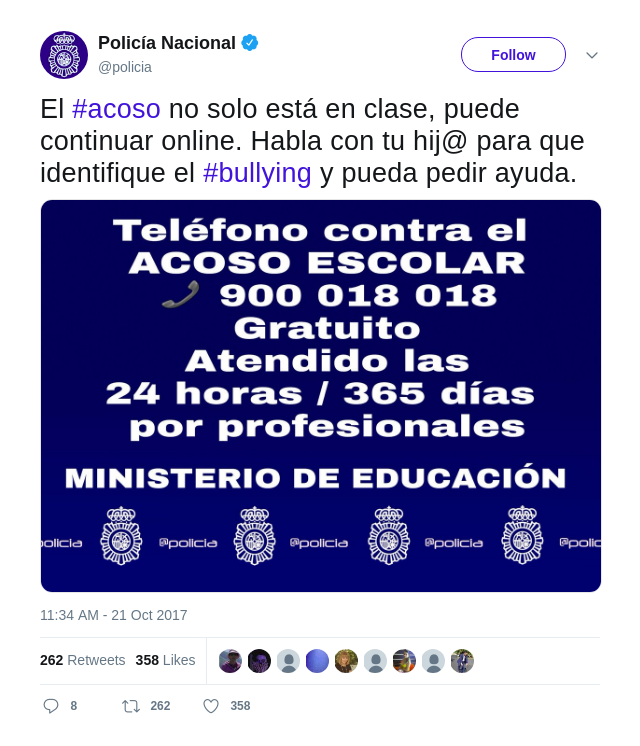 Policía Nacional
@policia
Follow
El #acoso no solo está en clase, puede
continuar online. Habla con tu hij@ para que
identifique el #bullying y pueda pedir ayuda.
Teléfono contra el
ACOSO ESCOLAR
900 018 018
Gratuito
Atendido las
24 horas / 365 días
por profesionales
MINISTERIO DE EDUCACIÓN
policia @policia @policia @policia @polic
11:34 AM - 21 Oct 2017
262 Retweets 358 Likes
8 262 358